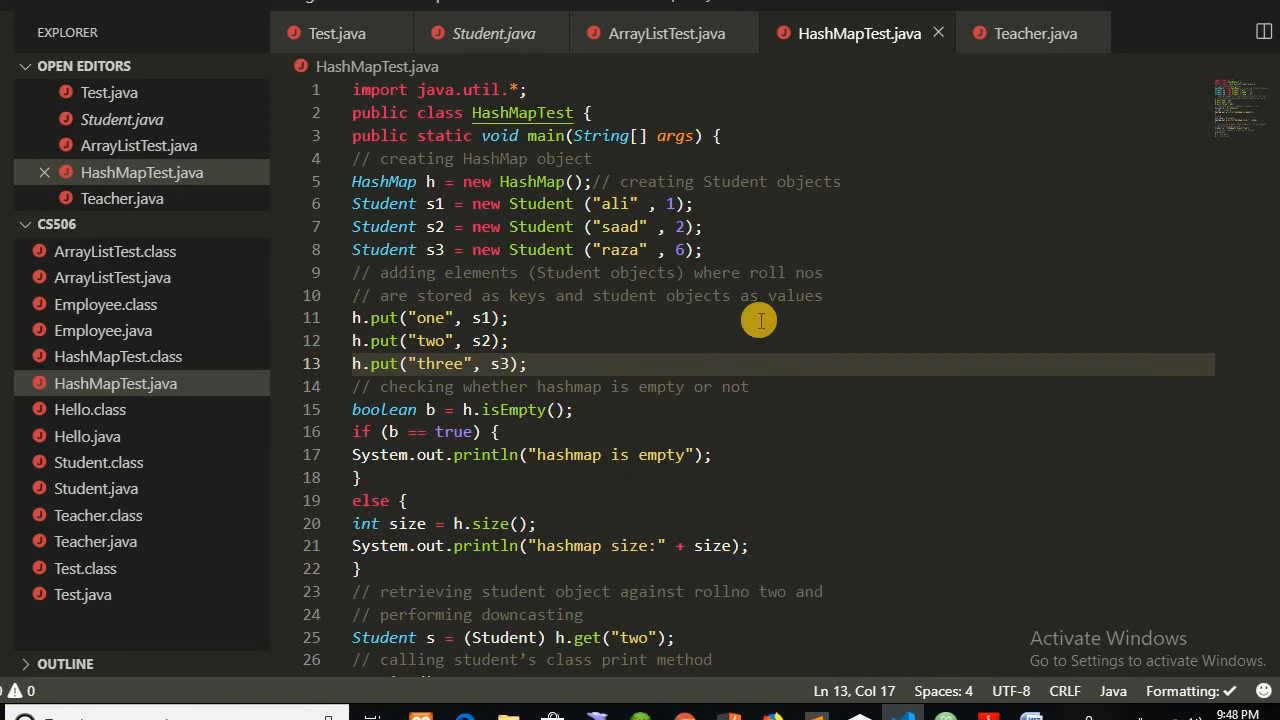 EXPLORER
Test.java
Student.java
ArrayListTest.java
HashMapTest.java
Teacher.java
OPEN EDITORS
Test.java
Student.java
ArrayListTest.java
HashMapTest.java
Teacher.java
CS506
ArrayListTest.class
ArrayListTest.java
Employee.class
Employee.java
HashMapTest.class
HashMapTest.java
Hello.class
Hello.java
Student.class
Student.java
Teacher.class
Teacher.java
Test.class
Test.java
OUTLINE
HashMapTest.java
1 import java.util.*;
2 public class HashMapTest {
3 public static void main(String[] args) {
4 // creating HashMap object
5 HashMap h = new HashMap();// creating Student objects
6 Student s1 = new Student ("ali" , 1);
7 Student s2 = new Student ("saad" , 2);
8 Student s3 = new Student ("raza" , 6);
9 // adding elements (Student objects) where roll nos
10 // are stored as keys and student objects as values
11 h.put("one", s1);
12 h.put("two", s2);
13 h.put("three", s3);
14 // checking whether hashmap is empty or not
15 boolean b = h.isEmpty();
16 if (b == true) {
17 System.out.println("hashmap is empty");
18 }
19 else {
20 int size = h.size();
21 System.out.println("hashmap size:" + size);
22 }
23 // retrieving student object against rollno two and
24 // performing downcasting
25 Student s = (Student) h.get("two");
26 // calling student’s class print method
Activate Windows
Go to Settings to activate Windows.
0
Ln 13, Col 17
Spaces: 4
UTF-8
CRLF
Java
Formatting: ✓
9:48 PM